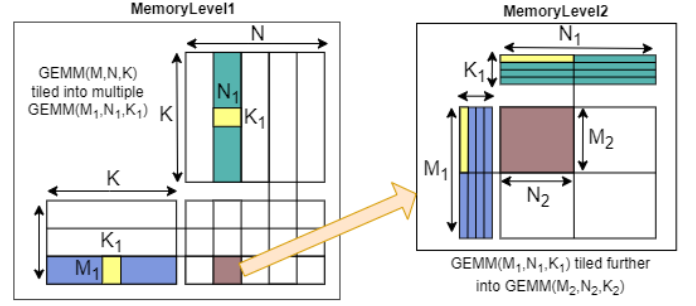 MemoryLevel1
N
GEMM(M,N,K)
tiled into multiple
GEMM(M₁,N₁,K₁)
K
N₁
K₁
K
K₁
M₁
MemoryLevel2
N₁
K₁
M₁
M₂
N₂
GEMM(M₁,N₁,K₁) tiled further
into GEMM(M₂,N₂,K₂)